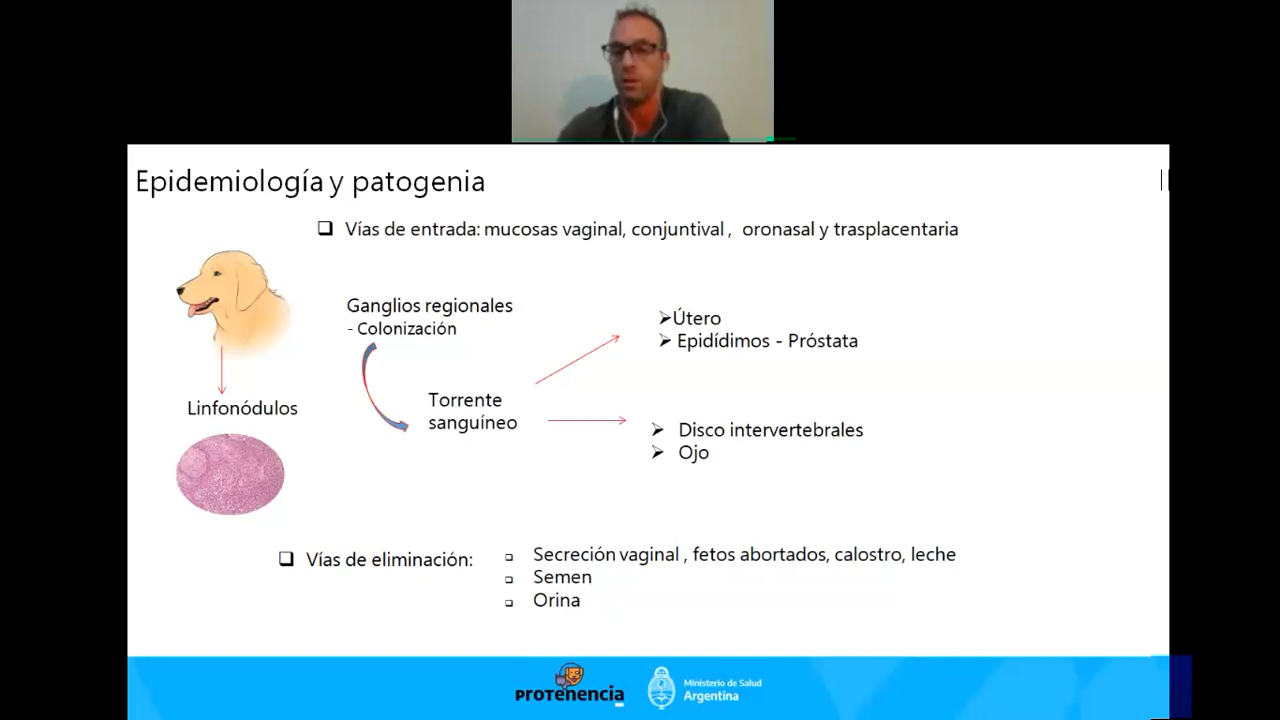 Epidemiología y patogenia
Vías de entrada: mucosas vaginal, conjuntival , oronasal y trasplacentaria
Ganglios regionales
- Colonización
Útero
Epidídimos - Próstata
Linfonódulos
Torrente
sanguíneo
Disco intervertebrales
Ojo
Vías de eliminación:
Secreción vaginal , fetos abortados, calostro, leche
Semen
Orina
PROTENENCIA
Ministerio de Salud
Argentina